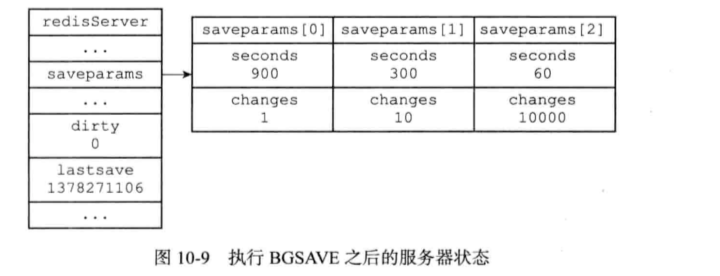 redisServer
...
saveparams
...
dirty
0
lastsave
1378271106
...
saveparams[0] saveparams[1] saveparams[2]
seconds seconds seconds
900 300 60
changes changes changes
1 10 10000
图 10-9 执行 BGSAVE 之后的服务器状态